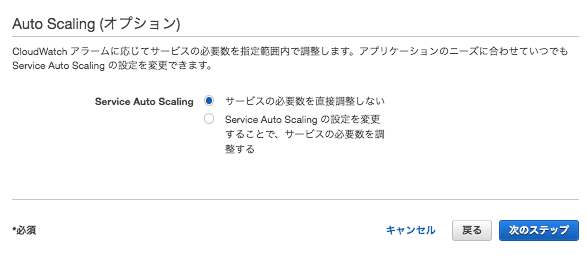 Auto Scaling (オプション)
CloudWatch アラームに応じてサービスの必要数を指定範囲内で調整します。アプリケーションのニーズに合わせていつでも
Service Auto Scaling の設定を変更できます。
Service Auto Scaling サービスの必要数を直接調整しない
Service Auto Scaling の設定を変更
することで、サービスの必要数を調
整する
*必須 キャンセル 戻る 次のステップ